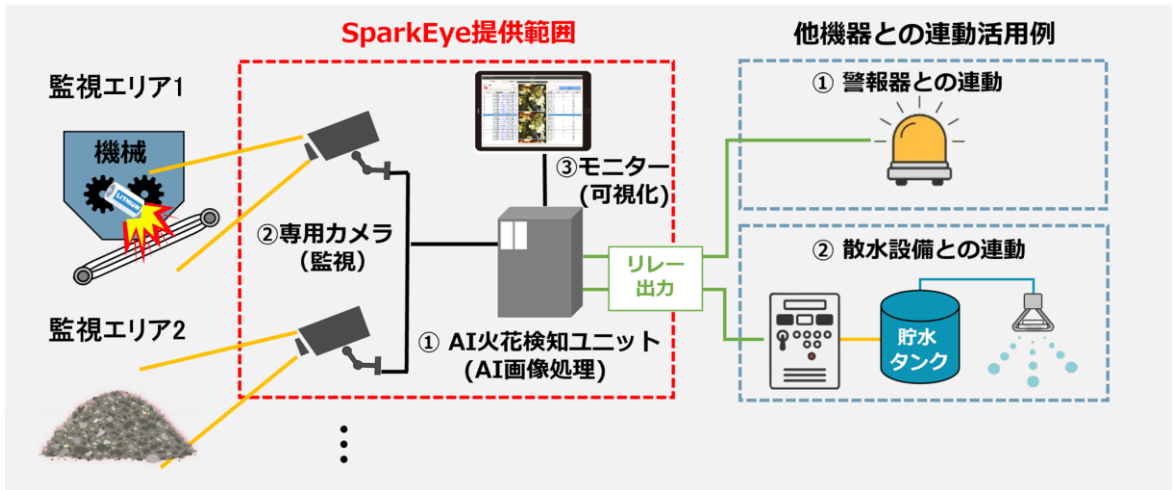 SparkEye提供範囲
他機器との連動活用例
監視エリア1
機械
LITHIUM
②専用カメラ
(監視)
③モニター
(可視化)
① AI火花検知ユニット
(AI画像処理)
リレー
出力
① 警報器との連動
② 散水設備との連動
貯水
タンク
監視エリア2